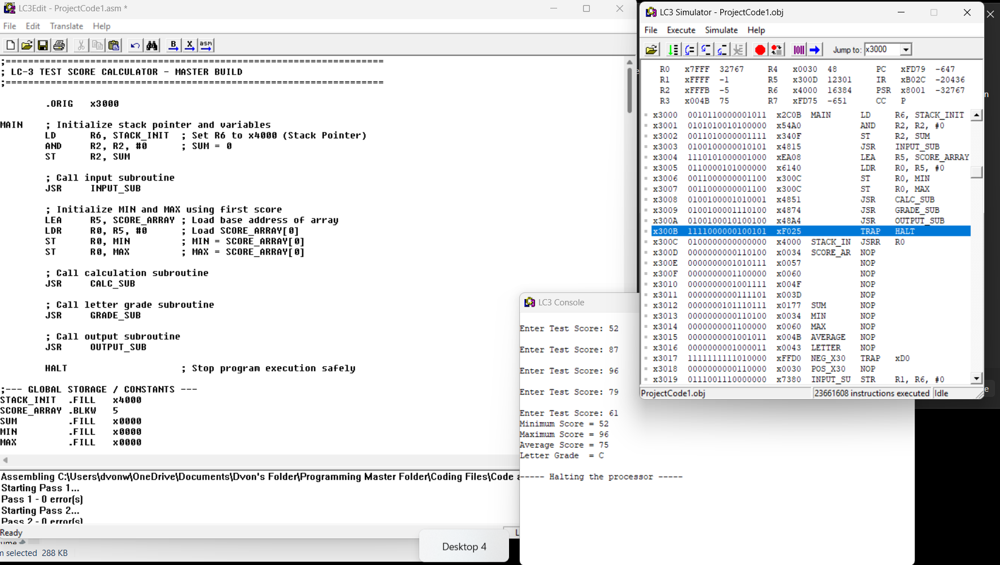 LC3Edit - ProjectCode1.asm *
File Edit Translate Help
;===================================================================
; LC-3 TEST SCORE CALCULATOR - MASTER BUILD
;===================================================================
.ORIG x3000
MAIN ; Initialize stack pointer and variables
LD R6, STACK_INIT ; Set R6 to x4000 (Stack Pointer)
AND R2, R2, #0 ; SUM = 0
ST R2, SUM
; Call input subroutine
JSR INPUT_SUB
; Initialize MIN and MAX using first score
LEA R5, SCORE_ARRAY ; Load base address of array
LDR R0, R5, #0 ; Load SCORE_ARRAY[0]
ST R0, MIN ; MIN = SCORE_ARRAY[0]
ST R0, MAX ; MAX = SCORE_ARRAY[0]
; Call calculation subroutine
JSR CALC_SUB
; Call letter grade subroutine
JSR GRADE_SUB
; Call output subroutine
JSR OUTPUT_SUB
HALT ; Stop program execution safely
;--- GLOBAL STORAGE / CONSTANTS ---
STACK_INIT .FILL x4000
SCORE_ARRAY .BLKW 5
SUM .FILL x0000
MIN .FILL x0000
MAX .FILL x0000
Assembling C:\Users\dvonw\OneDrive\Documents\Dvon's Folder\Programming Master Folder\Coding Files\Code a
Starting Pass 1...
Pass 1 - 0 error(s)
Starting Pass 2...
Pass 2 - 0 error(s)
Ready L
ume
n selected 288 KB
Desktop 4
LC3 Simulator - ProjectCode1.obj
File Execute Simulate Help
Jump to: x3000
R0 x7FFF 32767 R4 x0030 48 PC xFD79 -647
R1 xFFFF -1 R5 x300D 12301 IR xB02C -20436
R2 xFFFB -5 R6 x4000 16384 PSR x8001 -32767
R3 x004B 75 R7 xFD75 -651 CC P
x3000 0010110000001011 x2C0B MAIN LD R6, STACK_INIT
x3001 0101010010100000 x54A0 AND R2, R2, #0
x3002 0011010000001111 x340F ST R2, SUM
x3003 0100100000010101 x4815 JSR INPUT_SUB
x3004 1110101000001000 xEA08 LEA R5, SCORE_ARRAY
x3005 0110000101000000 x6140 LDR R0, R5, #0
x3006 0011000000001100 x300C ST R0, MIN
x3007 0011000000001100 x300C ST R0, MAX
x3008 0100100001010001 x4851 JSR CALC_SUB
x3009 0100100001110100 x4874 JSR GRADE_SUB
x300A 0100100010100100 x48A4 JSR OUTPUT_SUB
x300B 1111000000100101 xF025 TRAP HALT
x300C 0100000000000000 x4000 STACK_IN JSRR R0
x300D 0000000000110100 x0034 SCORE_AR NOP
x300E 0000000001010111 x0057 NOP
x300F 0000000001100000 x0060 NOP
x3010 0000000001001111 x004F NOP
x3011 0000000000111101 x003D NOP
x3012 0000000101110111 x0177 SUM NOP
x3013 0000000000110100 x0034 MIN NOP
x3014 0000000001100000 x0060 MAX NOP
x3015 0000000001001011 x004B AVERAGE NOP
x3016 0000000001000011 x0043 LETTER NOP
x3017 1111111111010000 xFFD0 NEG_X30 TRAP xD0
x3018 0000000000110000 x0030 POS_X30 NOP
x3019 0111001110000000 x7380 INPUT_SU STR R1, R6, #0
ProjectCode1.obj 23661608 instructions executed Idle
LC3 Console
Enter Test Score: 52
Enter Test Score: 87
Enter Test Score: 96
Enter Test Score: 79
Enter Test Score: 61
Minimum Score = 52
Maximum Score = 96
Average Score = 75
Letter Grade = C
----- Halting the processor -----